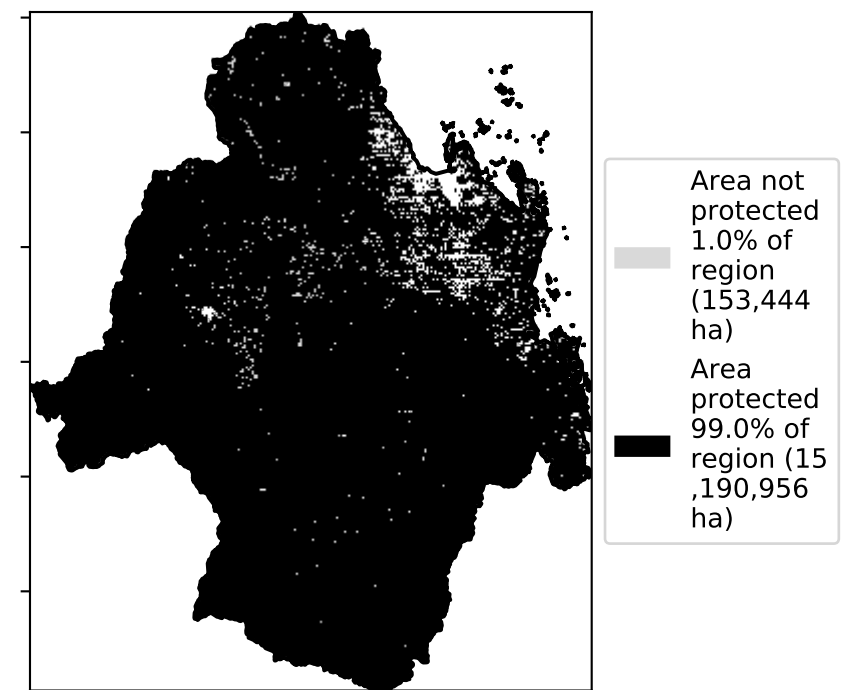 Area not
protected
1.0% of
region
(153,444
ha)
Area
protected
99.0% of
region (15
,190,956
ha)